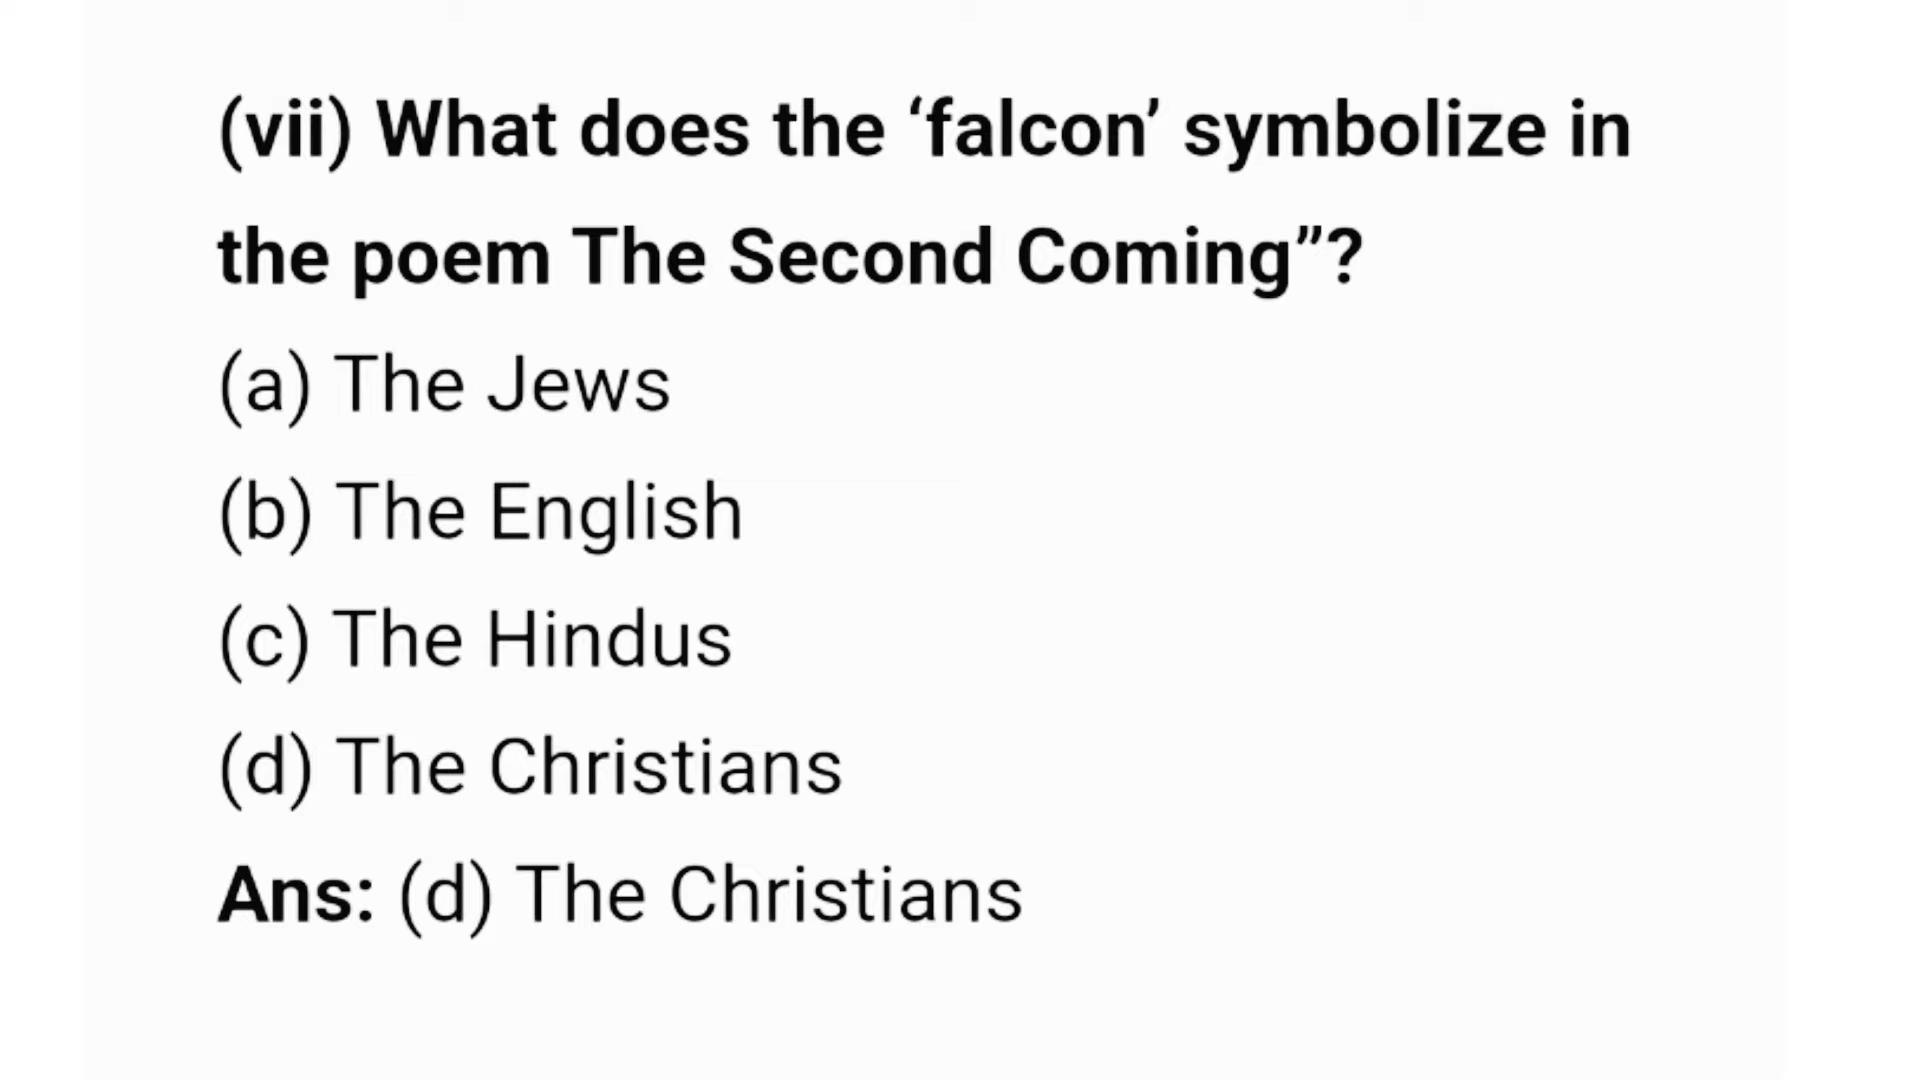 (vii) What does the ‘falcon’ symbolize in
the poem The Second Coming”?
(a) The Jews
(b) The English
(c) The Hindus
(d) The Christians
Ans: (d) The Christians